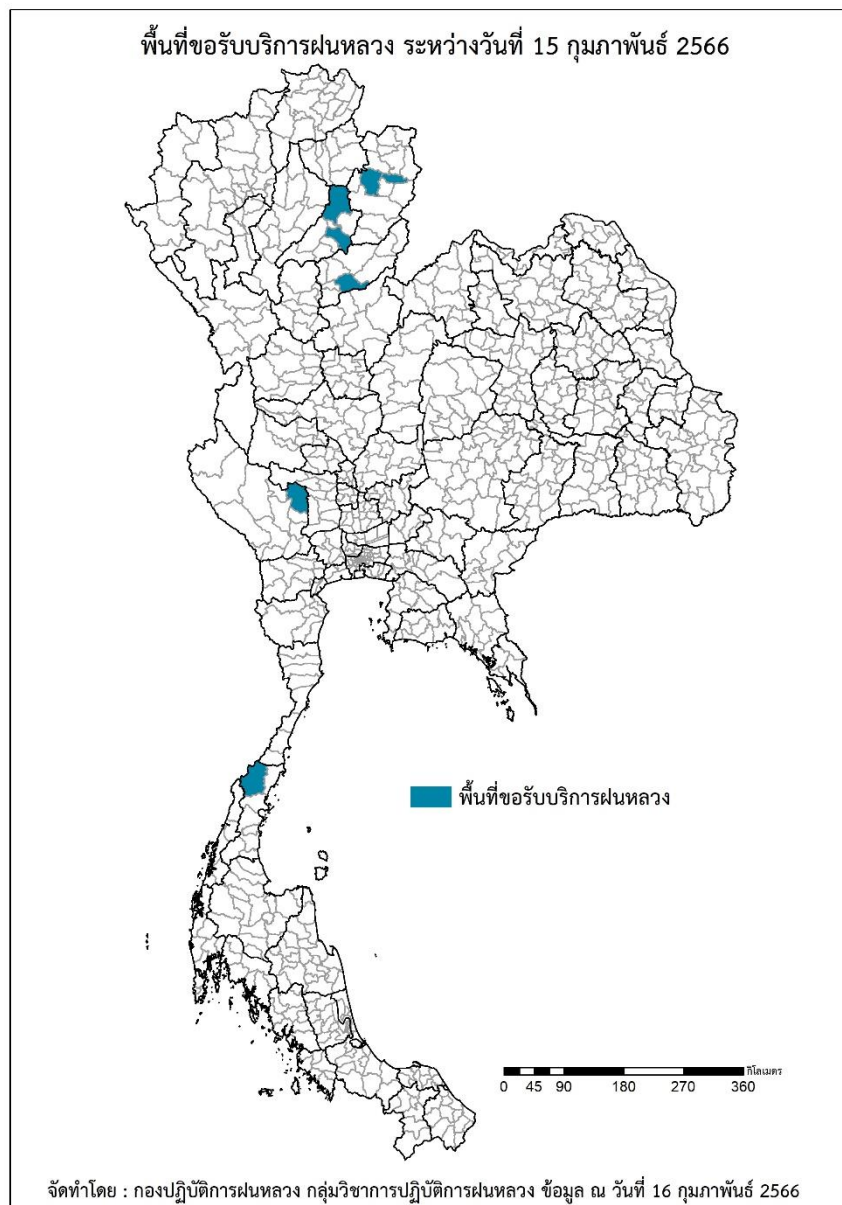 พื้นที่ขอรับบริการฝนหลวง ระหว่างวันที่ 15 กุมภาพันธ์ 2566
พื้นที่ขอรับบริการฝนหลวง
กิโลเมตร
0 45 90 180 270 360
จัดทำโดย : กองปฏิบัติการฝนหลวง กลุ่มวิชาการปฏิบัติการฝนหลวง ข้อมูล ณ วันที่ 16 กุมภาพันธ์ 2566